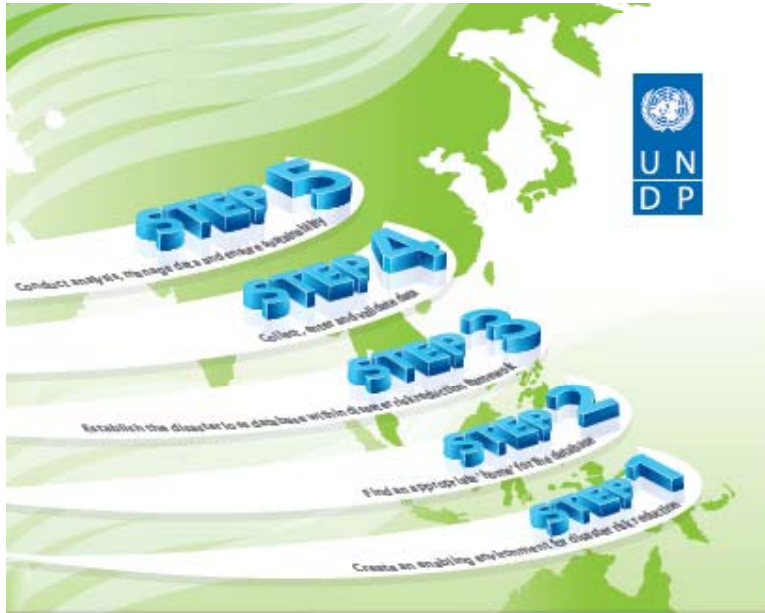 UN
DP
STEP 5
Conduct analysis, manage data and ensure sustainability
STEP 4
Collect, enter and validate data
STEP 3
Establish the disaster loss database within disaster risk reduction framework
STEP 2
Find an appropriate 'home' for the database
STEP 1
Create an enabling environment for disaster risk reduction